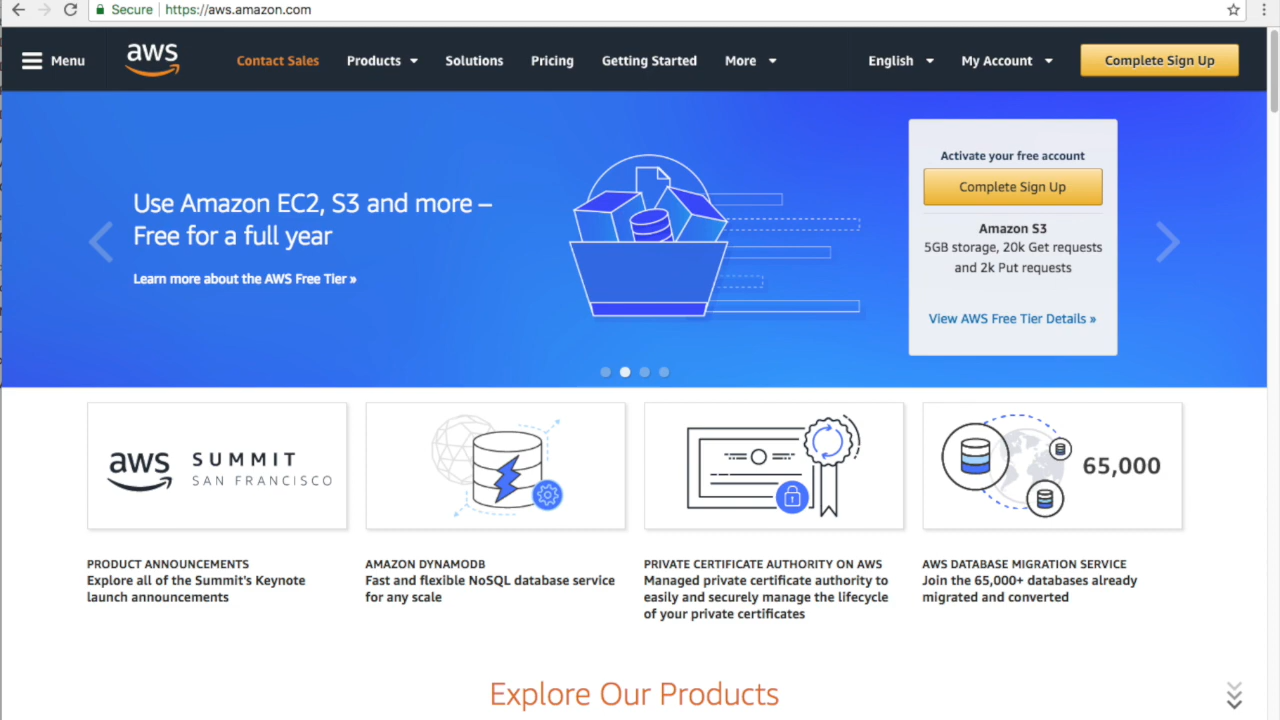 Secure https://aws.amazon.com
Menu
aws
Contact Sales
Products
Solutions
Pricing
Getting Started
More
English
My Account
Complete Sign Up
Use Amazon EC2, S3 and more –
Free for a full year
Learn more about the AWS Free Tier »
Activate your free account
Complete Sign Up
Amazon S3
5GB storage, 20k Get requests
and 2k Put requests
View AWS Free Tier Details »
aws
SUMMIT
SAN FRANCISCO
65,000
PRODUCT ANNOUNCEMENTS
Explore all of the Summit's Keynote
launch announcements
AMAZON DYNAMODB
Fast and flexible NoSQL database service
for any scale
PRIVATE CERTIFICATE AUTHORITY ON AWS
Managed private certificate authority to
easily and securely manage the lifecycle
of your private certificates
AWS DATABASE MIGRATION SERVICE
Join the 65,000+ databases already
migrated and converted
Explore Our Products